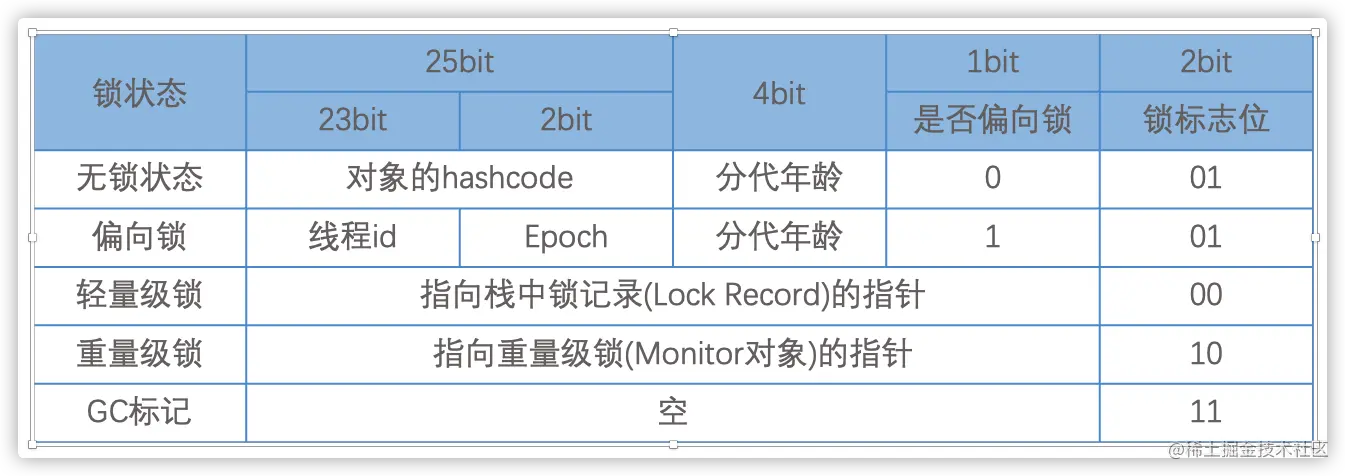 锁状态 25bit 4bit 1bit 2bit
23bit 2bit 是否偏向锁 锁标志位
无锁状态 对象的hashcode 分代年龄 0 01
偏向锁 线程id Epoch 分代年龄 1 01
轻量级锁 指向栈中锁记录(Lock Record)的指针 00
重量级锁 指向重量级锁(Monitor对象)的指针 10
GC标记 空 11
@稀土掘金技术社区